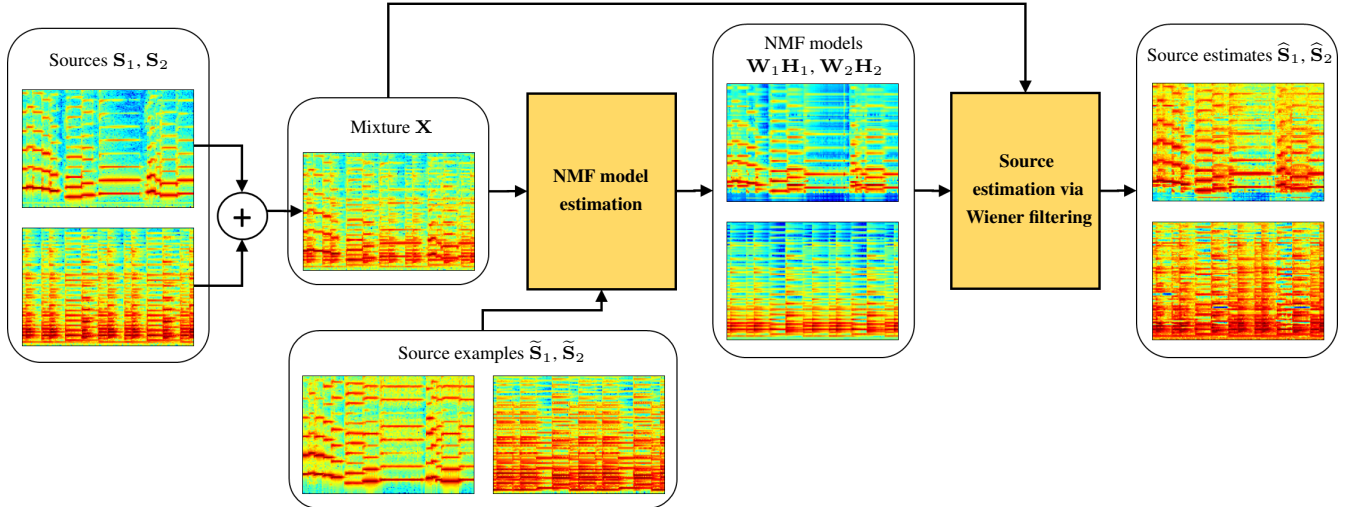 Sources S₁, S₂
+
Mixture X
NMF model
estimation
Source examples S̃₁, S̃₂
NMF models
W₁H₁, W₂H₂
Source
estimation via
Wiener filtering
Source estimates Ŝ₁, Ŝ₂